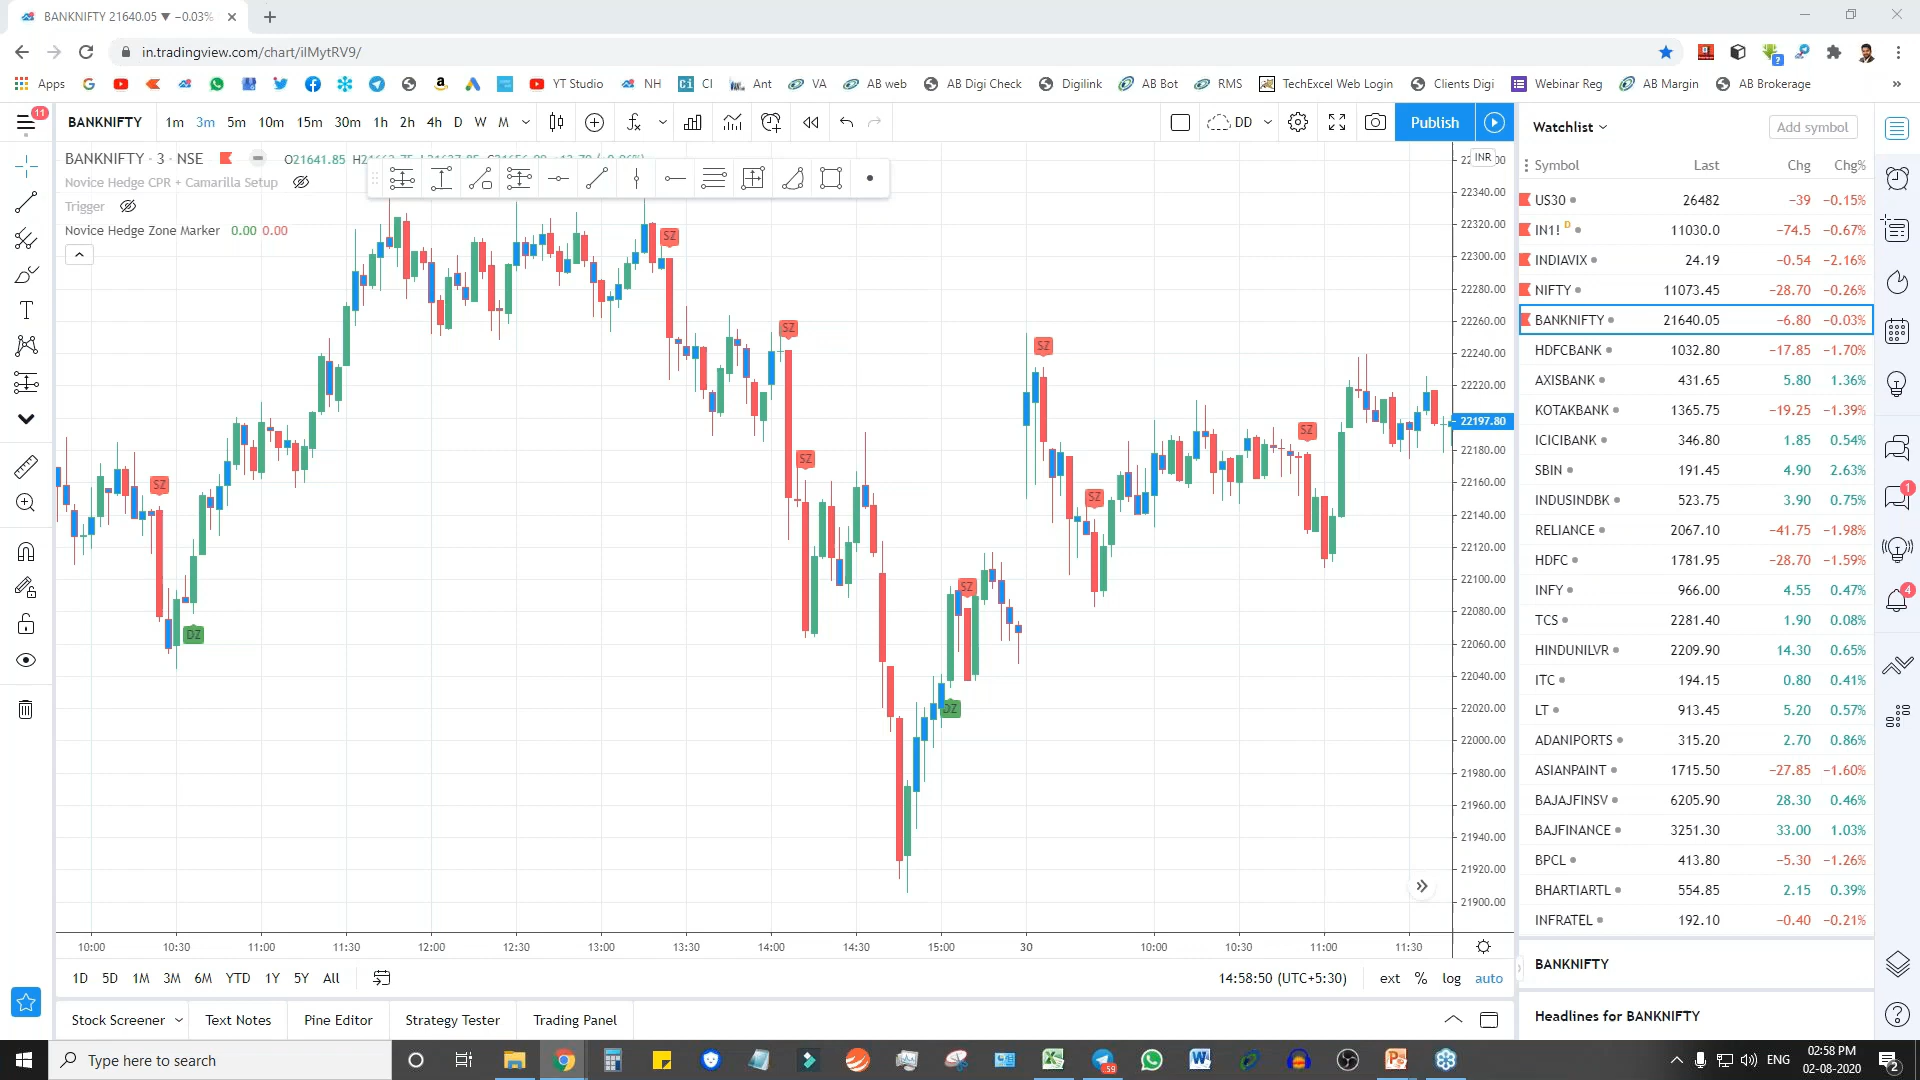 BANKNIFTY 21640.05 ▼ −0.03%
in.tradingview.com/chart/iIMytRV9/
Apps YT Studio NH CI Ant VA AB web AB Digi Check Digilink AB Bot RMS TechExcel Web Login Clients Digi Webinar Reg AB Margin AB Brokerage »
11
BANKNIFTY 1m 3m 5m 10m 15m 30m 1h 2h 4h D W M DD Publish
BANKNIFTY · 3 · NSE O21641.85
Novice Hedge CPR + Camarilla Setup
Trigger
Novice Hedge Zone Marker 0.00 0.00
SZ
SZ
SZ
SZ
SZ
SZ
SZ
SZ
SZ
DZ
DZ
INR
22340.00
22320.00
22300.00
22280.00
22260.00
22240.00
22220.00
22197.80
22180.00
22160.00
22140.00
22120.00
22100.00
22080.00
22060.00
22040.00
22020.00
22000.00
21980.00
21960.00
21940.00
21920.00
21900.00
10:00 10:30 11:00 11:30 12:00 12:30 13:00 13:30 14:00 14:30 15:00 30 10:00 10:30 11:00 11:30
1D 5D 1M 3M 6M YTD 1Y 5Y All
14:58:50 (UTC+5:30) ext % log auto
Stock Screener Text Notes Pine Editor Strategy Tester Trading Panel
Watchlist Add symbol
Symbol Last Chg Chg%
US30 26482 −39 −0.15%
IN1! D 11030.0 −74.5 −0.67%
INDIAVIX 24.19 −0.54 −2.16%
NIFTY 11073.45 −28.70 −0.26%
BANKNIFTY 21640.05 −6.80 −0.03%
HDFCBANK 1032.80 −17.85 −1.70%
AXISBANK 431.65 5.80 1.36%
KOTAKBANK 1365.75 −19.25 −1.39%
ICICIBANK 346.80 1.85 0.54%
SBIN 191.45 4.90 2.63%
INDUSINDBK 523.75 3.90 0.75%
RELIANCE 2067.10 −41.75 −1.98%
HDFC 1781.95 −28.70 −1.59%
INFY 966.00 4.55 0.47%
TCS 2281.40 1.90 0.08%
HINDUNILVR 2209.90 14.30 0.65%
ITC 194.15 0.80 0.41%
LT 913.45 5.20 0.57%
ADANIPORTS 315.20 2.70 0.86%
ASIANPAINT 1715.50 −27.85 −1.60%
BAJAJFINSV 6205.90 28.30 0.46%
BAJFINANCE 3251.30 33.00 1.03%
BPCL 413.80 −5.30 −1.26%
BHARTIARTL 554.85 2.15 0.39%
INFRATEL 192.10 −0.40 −0.21%
BANKNIFTY
Headlines for BANKNIFTY
1
4
Type here to search
ENG
02:58 PM
02-08-2020
2